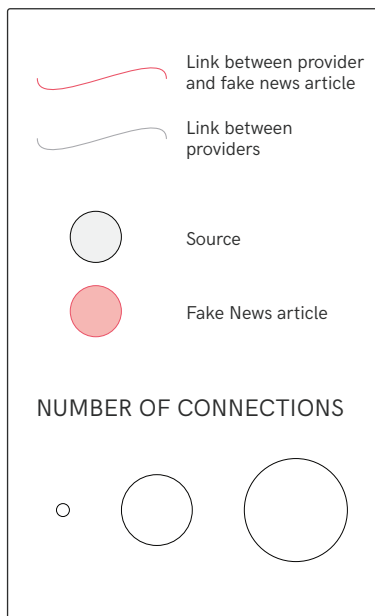 Link between provider
and fake news article
Link between
providers
Source
Fake News article
NUMBER OF CONNECTIONS